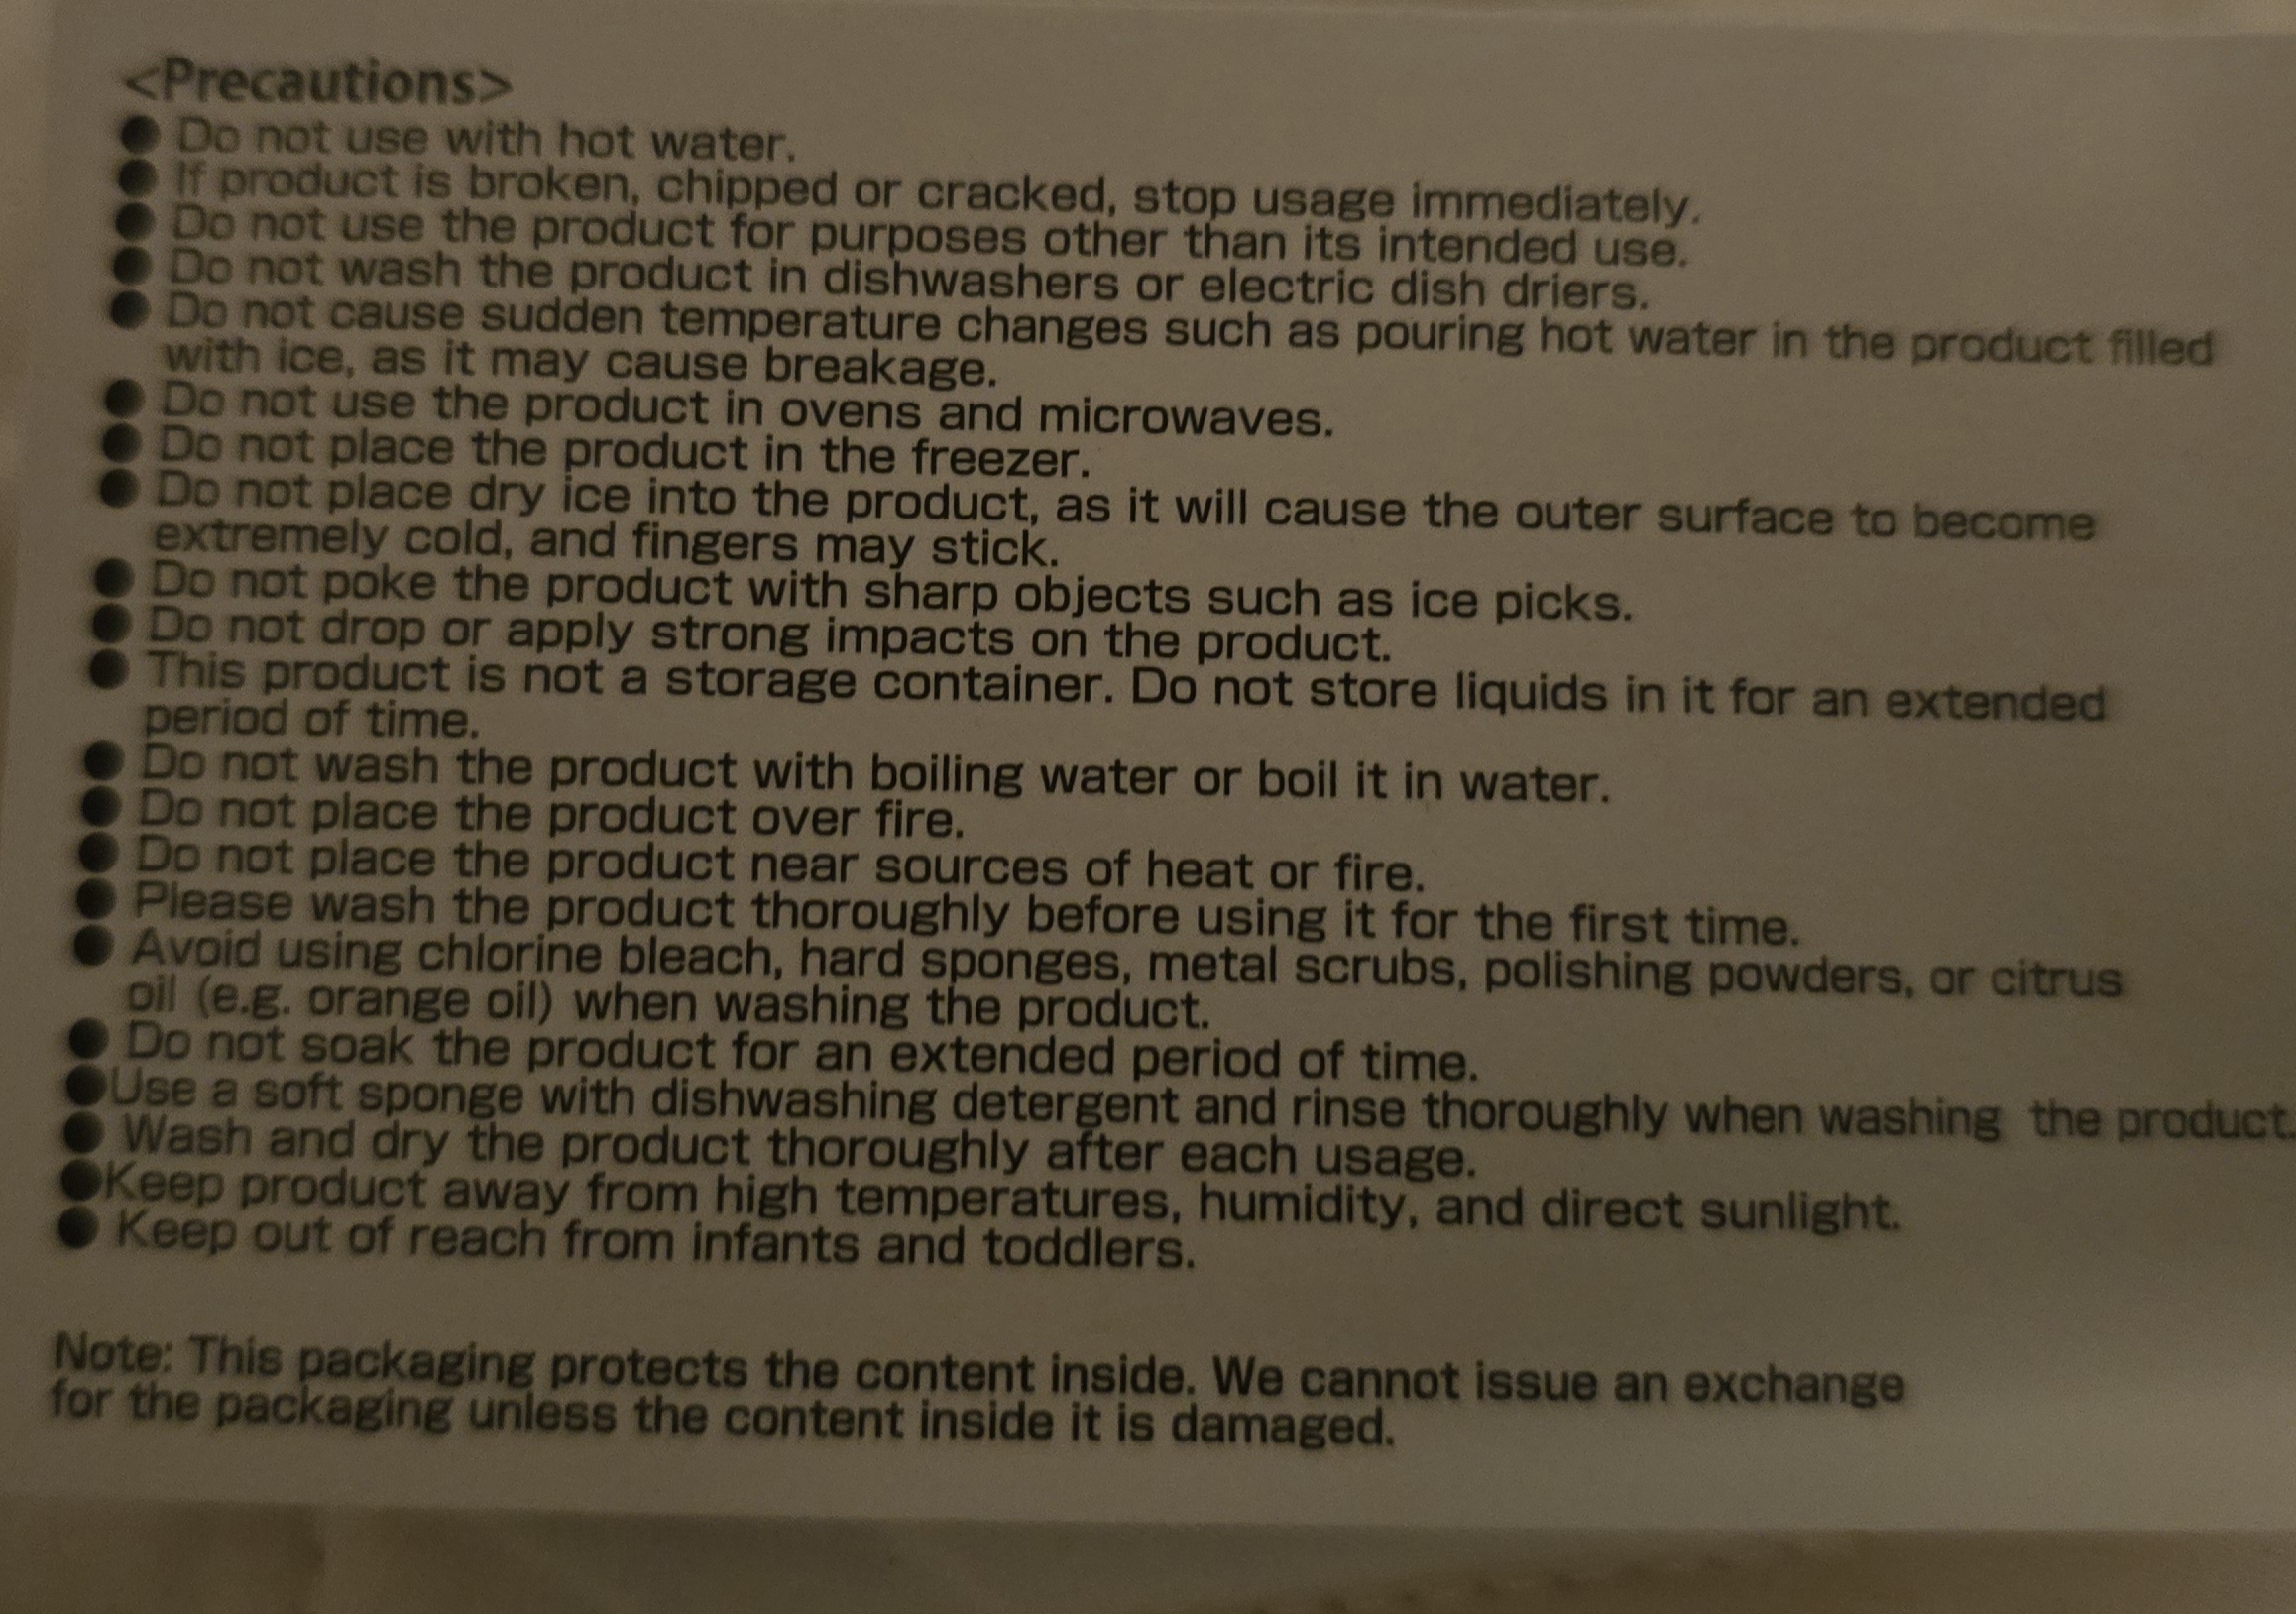 <Precautions>
● Do not use with hot water.
● If product is broken, chipped or cracked, stop usage immediately.
● Do not use the product for purposes other than its intended use.
● Do not wash the product in dishwashers or electric dish driers.
● Do not cause sudden temperature changes such as pouring hot water in the product filled
with ice, as it may cause breakage.
● Do not use the product in ovens and microwaves.
● Do not place the product in the freezer.
● Do not place dry ice into the product, as it will cause the outer surface to become
extremely cold, and fingers may stick.
● Do not poke the product with sharp objects such as ice picks.
● Do not drop or apply strong impacts on the product.
● This product is not a storage container. Do not store liquids in it for an extended
period of time.
● Do not wash the product with boiling water or boil it in water.
● Do not place the product over fire.
● Do not place the product near sources of heat or fire.
● Please wash the product thoroughly before using it for the first time.
● Avoid using chlorine bleach, hard sponges, metal scrubs, polishing powders, or citrus
oil (e.g. orange oil) when washing the product.
● Do not soak the product for an extended period of time.
●Use a soft sponge with dishwashing detergent and rinse thoroughly when washing the product.
● Wash and dry the product thoroughly after each usage.
●Keep product away from high temperatures, humidity, and direct sunlight.
● Keep out of reach from infants and toddlers.
Note: This packaging protects the content inside. We cannot issue an exchange
for the packaging unless the content inside it is damaged.